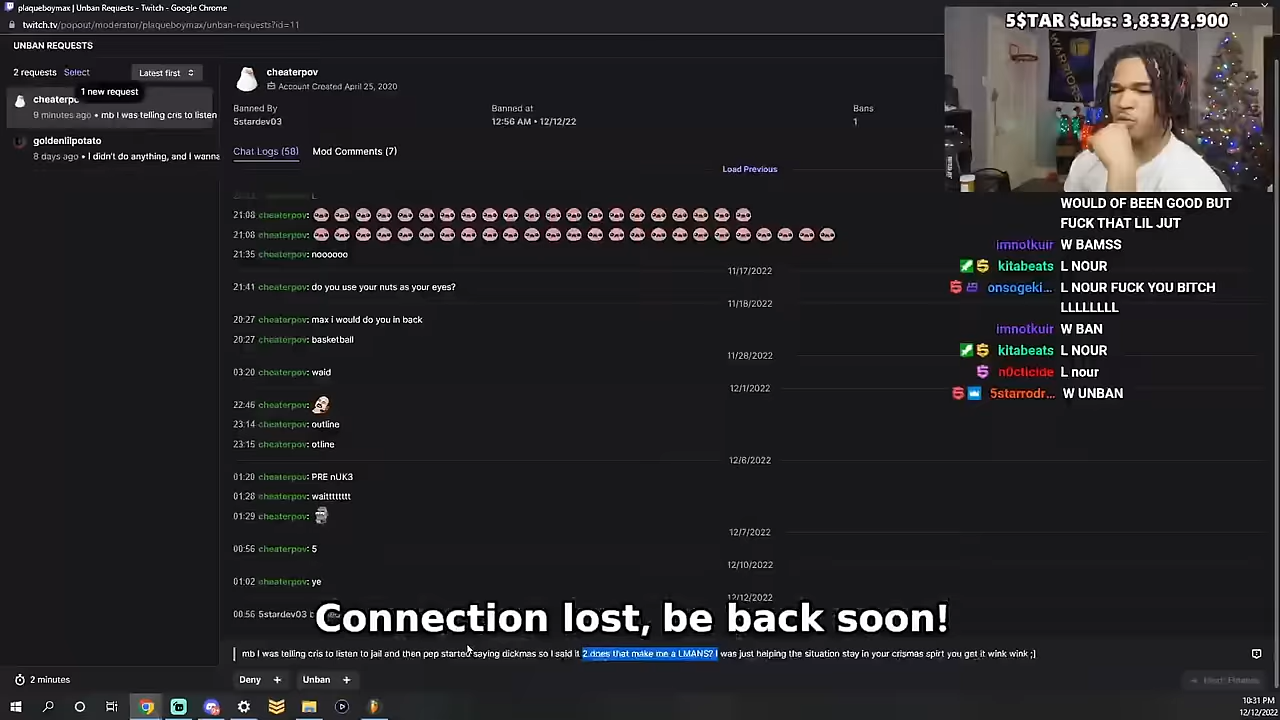 plaqueboymax - Unban Requests - Twitch - Google Chrome
twitch.tv/popout/moderator/plaqueboymax/unban-requests?id=11
5$TAR $ubs: 3,833/3,900
UNBAN REQUESTS
2 requests Select Latest first
1 new request
cheaterpo
9 minutes ago • mb I was telling cris to listen
goldenlilpotato
8 days ago • I didn't do anything, and I wanna
cheaterpov
Account Created April 25, 2020
Banned By Banned at Bans
5stardev03 12:56 AM • 12/12/22 1
Chat Logs (58) Mod Comments (7)
Load Previous
21:08 cheaterpov:
21:08 cheaterpov:
21:35 cheaterpov: noooooo
11/17/2022
21:41 cheaterpov: do you use your nuts as your eyes?
11/18/2022
20:27 cheaterpov: max i would do you in back
20:27 cheaterpov: basketball
11/28/2022
03:20 cheaterpov: waid
12/1/2022
22:46 cheaterpov:
23:14 cheaterpov: outline
23:15 cheaterpov: otline
12/6/2022
01:20 cheaterpov: PRE nUK3
01:28 cheaterpov: waitttttttt
01:29 cheaterpov:
12/7/2022
00:56 cheaterpov: 5
12/10/2022
01:02 cheaterpov: ye
12/12/2022
00:56 5stardev03
Connection lost, be back soon!
mb I was telling cris to listen to jail and then pep started saying dickmas so I said it 2 does that make me a LMANS? I was just helping the situation stay in your crismas spirt you get it wink wink ;]
2 minutes Deny + Unban +
WARRIORS
WOULD OF BEEN GOOD BUT
FUCK THAT LIL JUT
imnotkuir W BAMSS
kitabeats L NOUR
onsogeki... L NOUR FUCK YOU BITCH
LLLLLLLL
imnotkuir W BAN
kitabeats L NOUR
n0cticide L nour
5starrodr... W UNBAN
10:31 PM
12/12/2022